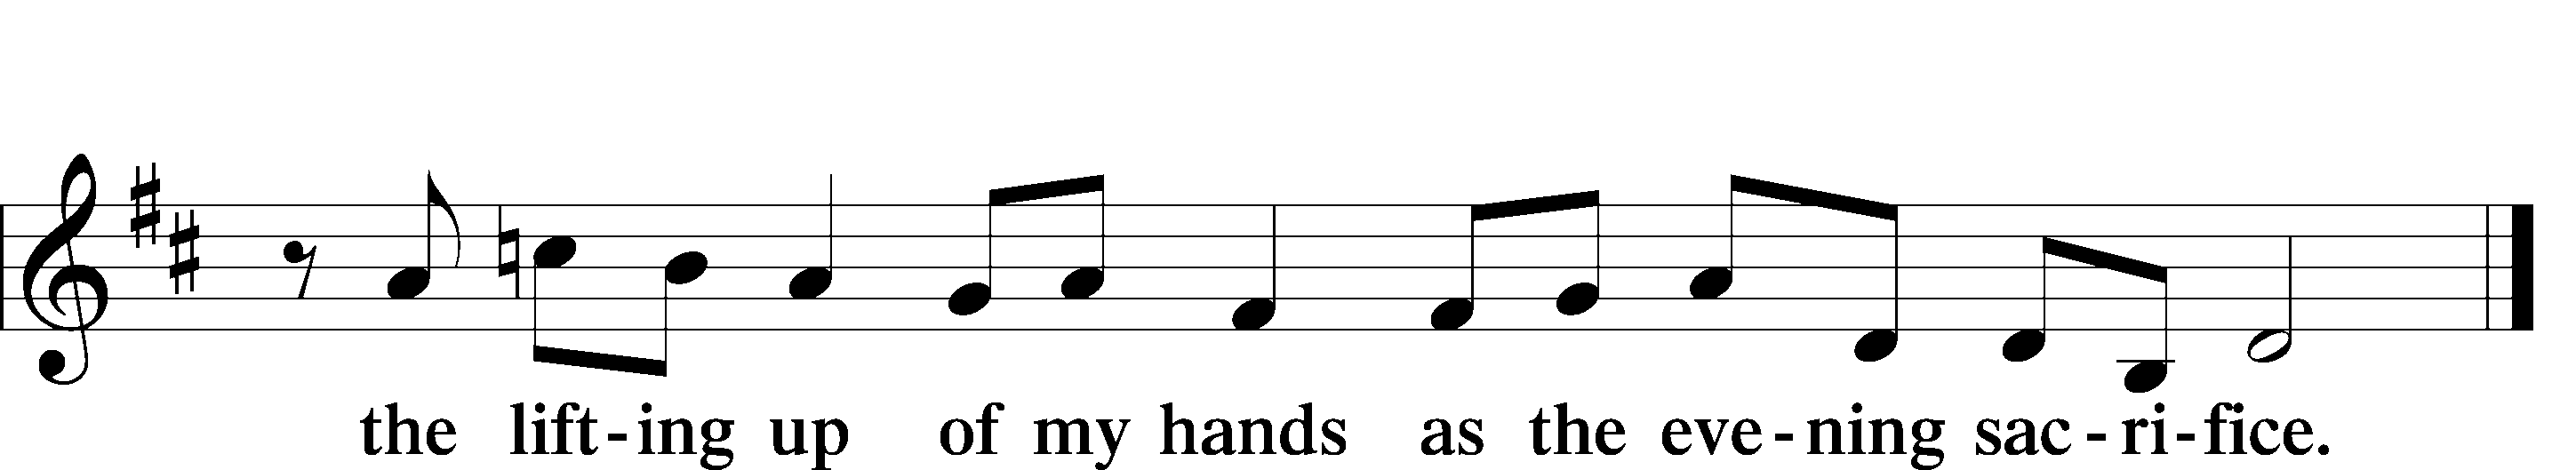 the lift-ing up of my hands as the eve-ning sac-ri-fice.